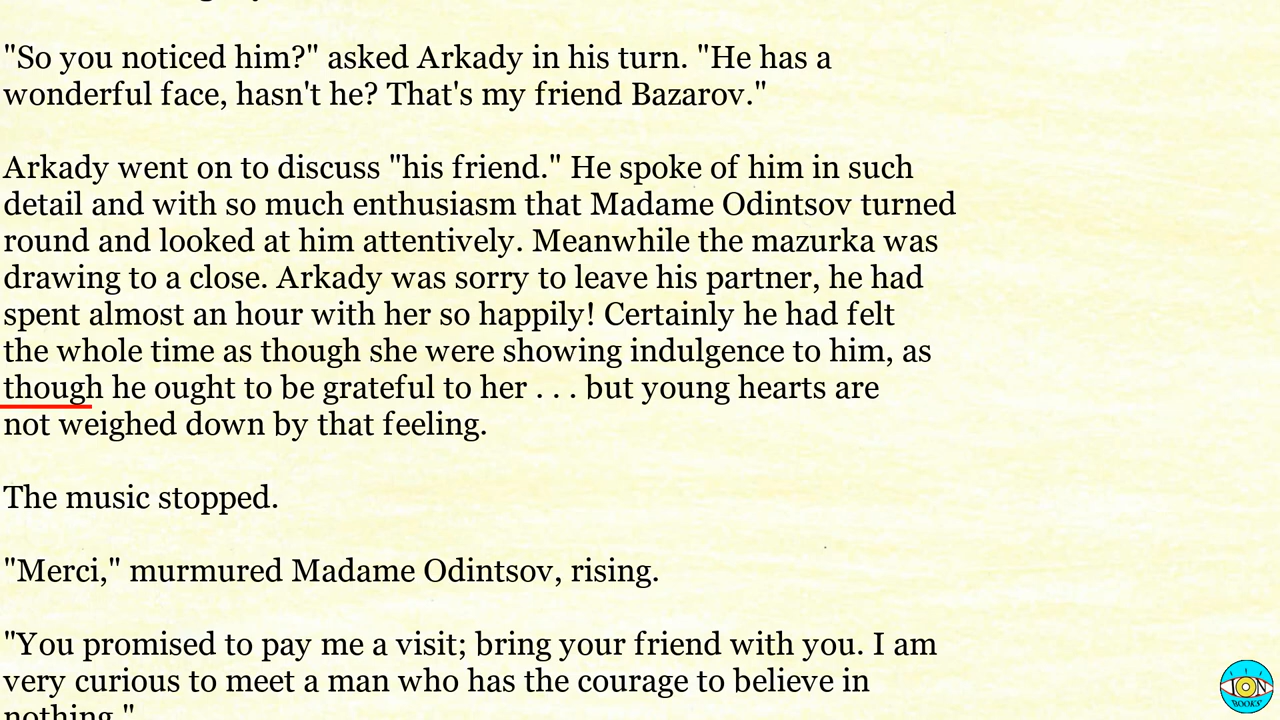 "So you noticed him?" asked Arkady in his turn. "He has a
wonderful face, hasn't he? That's my friend Bazarov."
Arkady went on to discuss "his friend." He spoke of him in such
detail and with so much enthusiasm that Madame Odintsov turned
round and looked at him attentively. Meanwhile the mazurka was
drawing to a close. Arkady was sorry to leave his partner, he had
spent almost an hour with her so happily! Certainly he had felt
the whole time as though she were showing indulgence to him, as
though he ought to be grateful to her . . . but young hearts are
not weighed down by that feeling.
The music stopped.
"Merci," murmured Madame Odintsov, rising.
"You promised to pay me a visit; bring your friend with you. I am
very curious to meet a man who has the courage to believe in
nothing."
ION
BOOKS